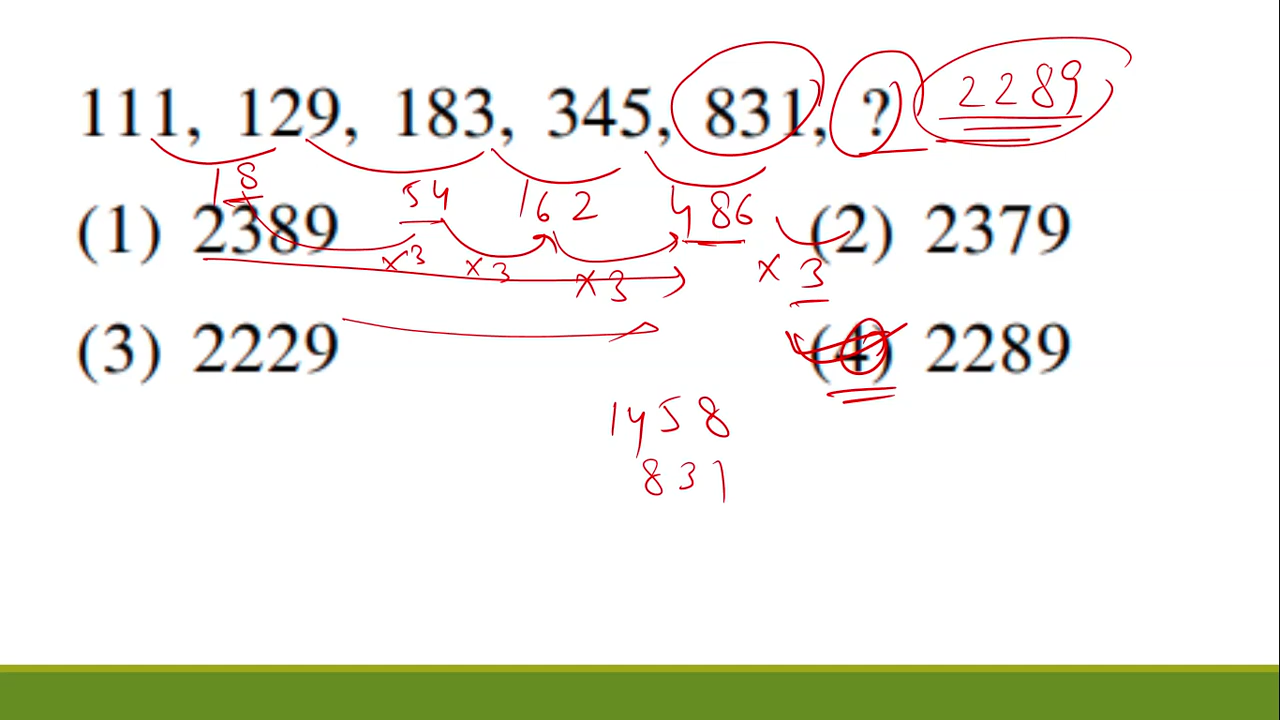 111, 129, 183, 345, 831, ? 2289
18 54 162 486
(1) 2389 (2) 2379
×3 ×3 ×3 ×3
(3) 2229 (4) 2289
1458
831